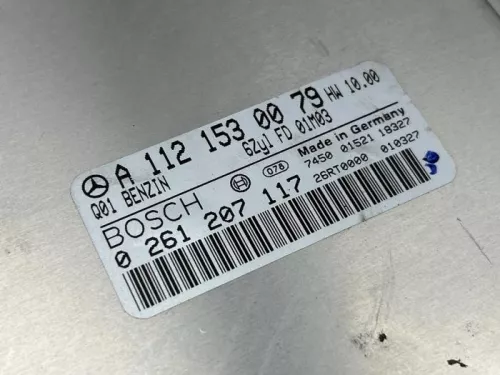 A 112 153 00 79 HW 10.00
Q01 BENZIN 6Zyl FD 01M03
Made in Germany
BOSCH 078 7450 01521 18327
0 261 207 117 26RT0000 010327